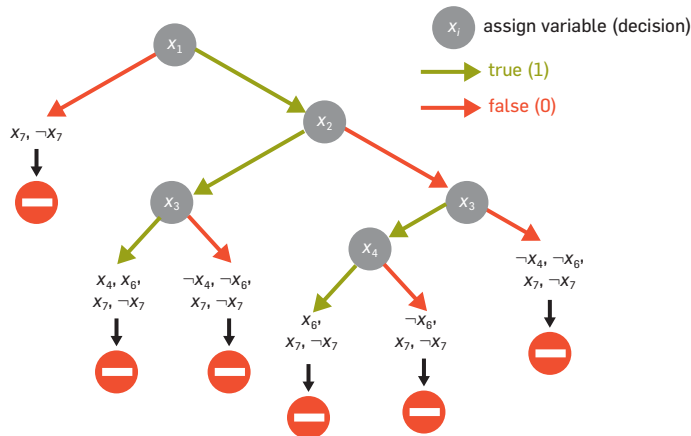 x₁
xᵢ assign variable (decision)
true (1)
false (0)
x₇, ¬x₇
x₂
x₃
x₃
x₄
x₄, x₆,
x₇, ¬x₇
¬x₄, ¬x₆,
x₇, ¬x₇
x₆,
x₇, ¬x₇
¬x₆,
x₇, ¬x₇
¬x₄, ¬x₆,
x₇, ¬x₇